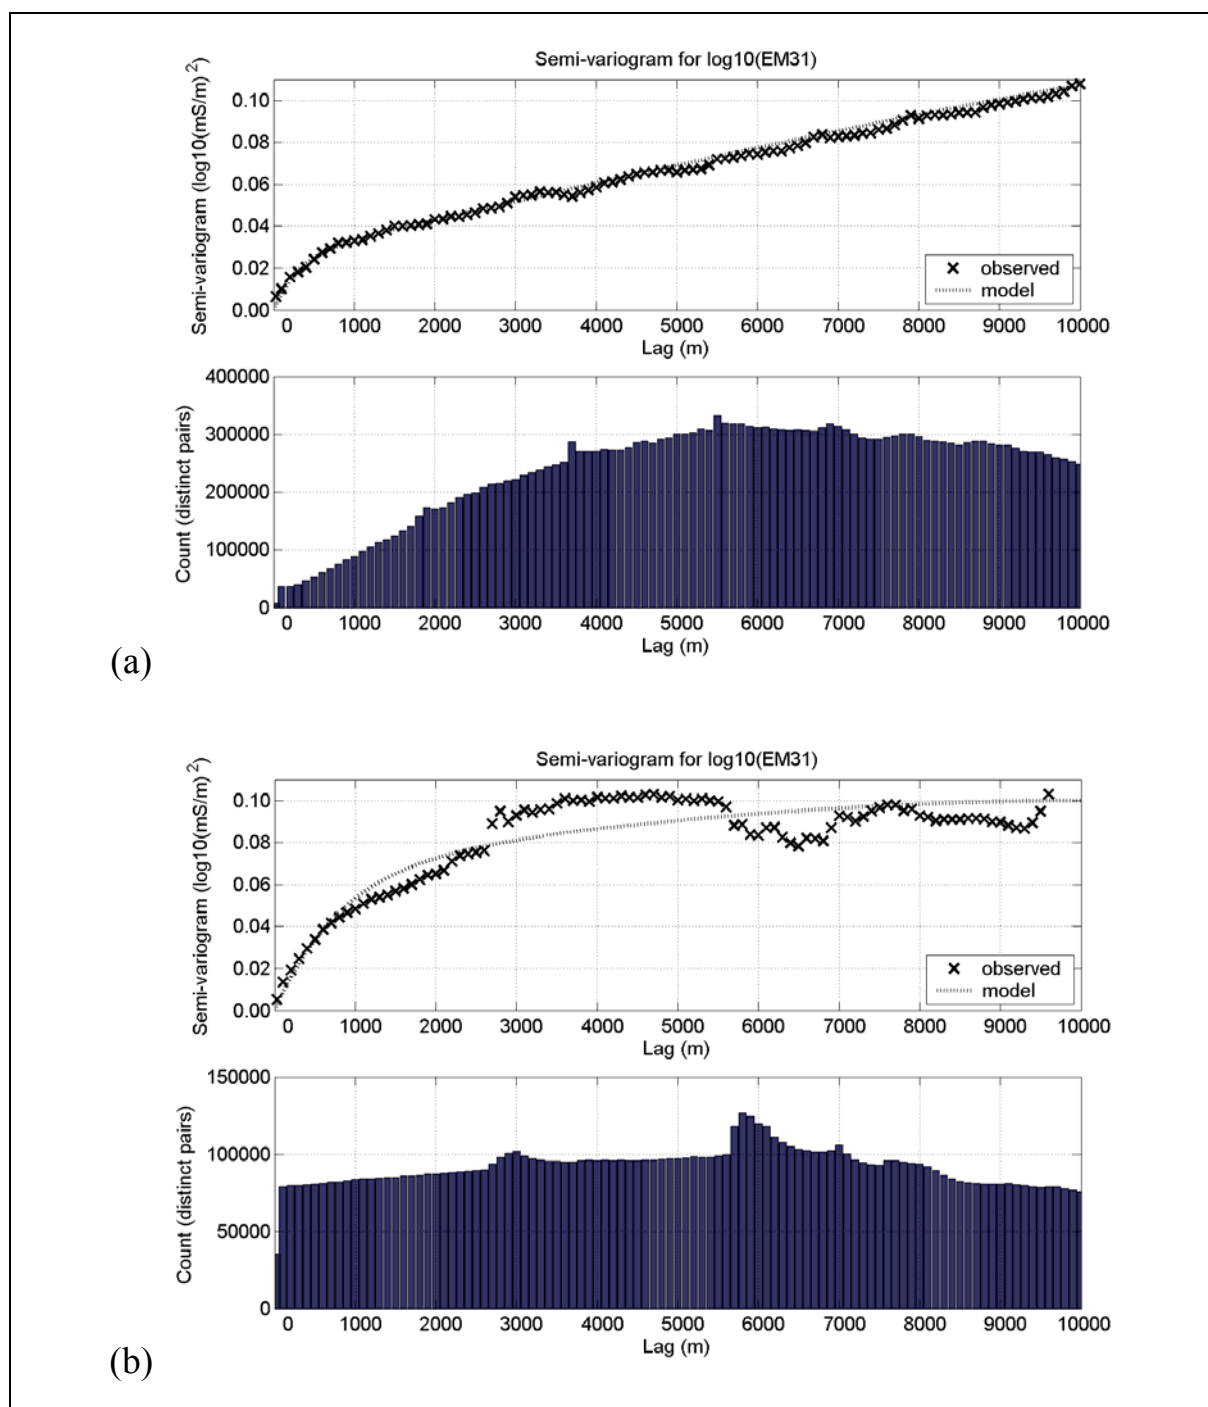 Semi-variogram for log10(EM31)
Semi-variogram (log10(mS/m) 2)
0.10
0.08
0.06
0.04
0.02
0.00
observed
model
0 1000 2000 3000 4000 5000 6000 7000 8000 9000 10000
Lag (m)
Count (distinct pairs)
400000
300000
200000
100000
0
0 1000 2000 3000 4000 5000 6000 7000 8000 9000 10000
Lag (m)
(a)
Semi-variogram for log10(EM31)
Semi-variogram (log10(mS/m) 2)
0.10
0.08
0.06
0.04
0.02
0.00
observed
model
0 1000 2000 3000 4000 5000 6000 7000 8000 9000 10000
Lag (m)
Count (distinct pairs)
150000
100000
50000
0
0 1000 2000 3000 4000 5000 6000 7000 8000 9000 10000
Lag (m)
(b)